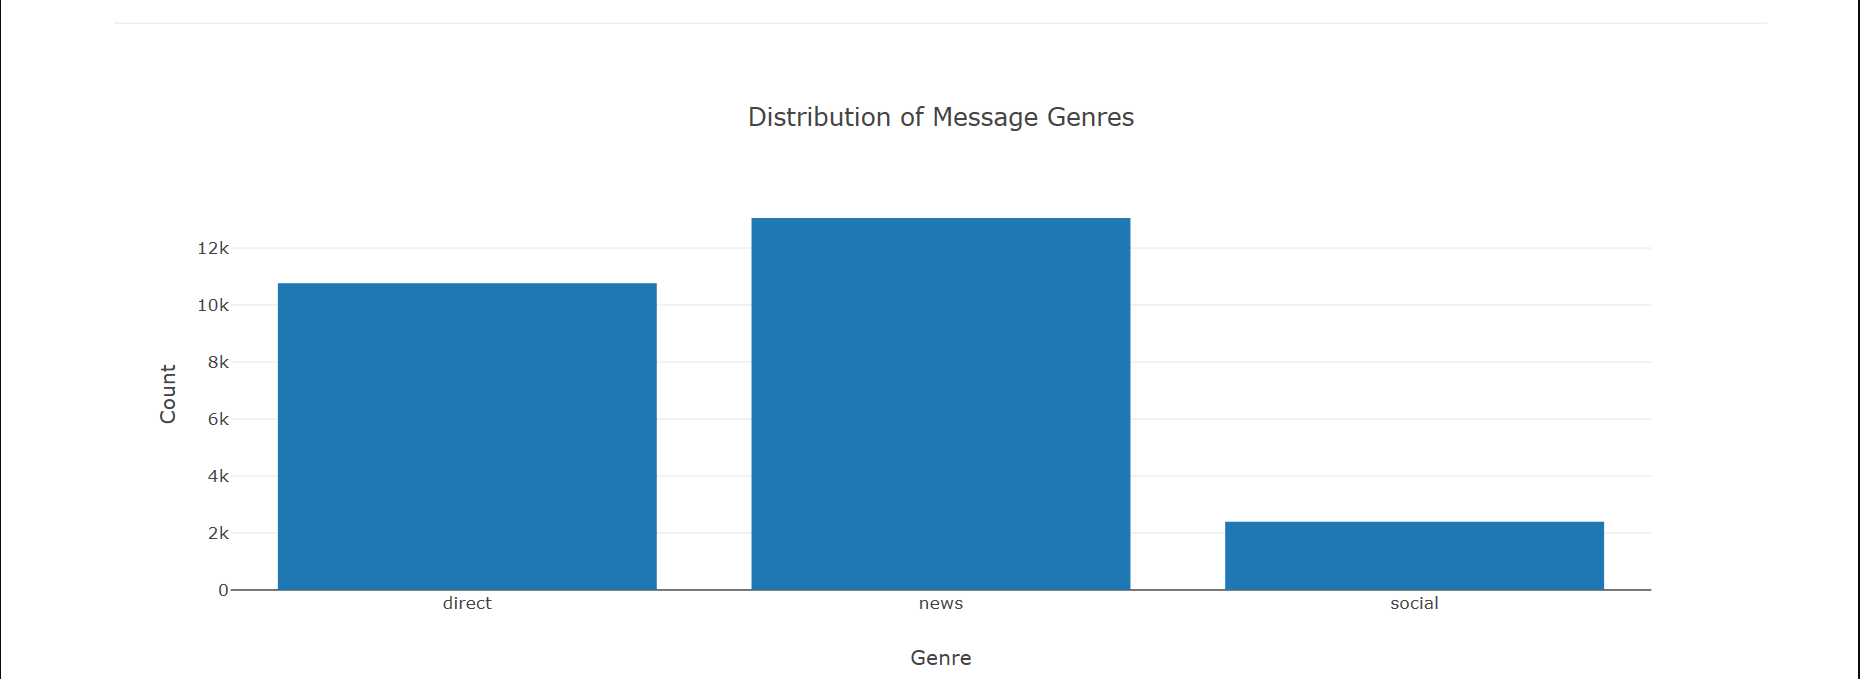 Distribution of Message Genres
12k
10k
8k
6k
4k
2k
0
Count
direct news social
Genre